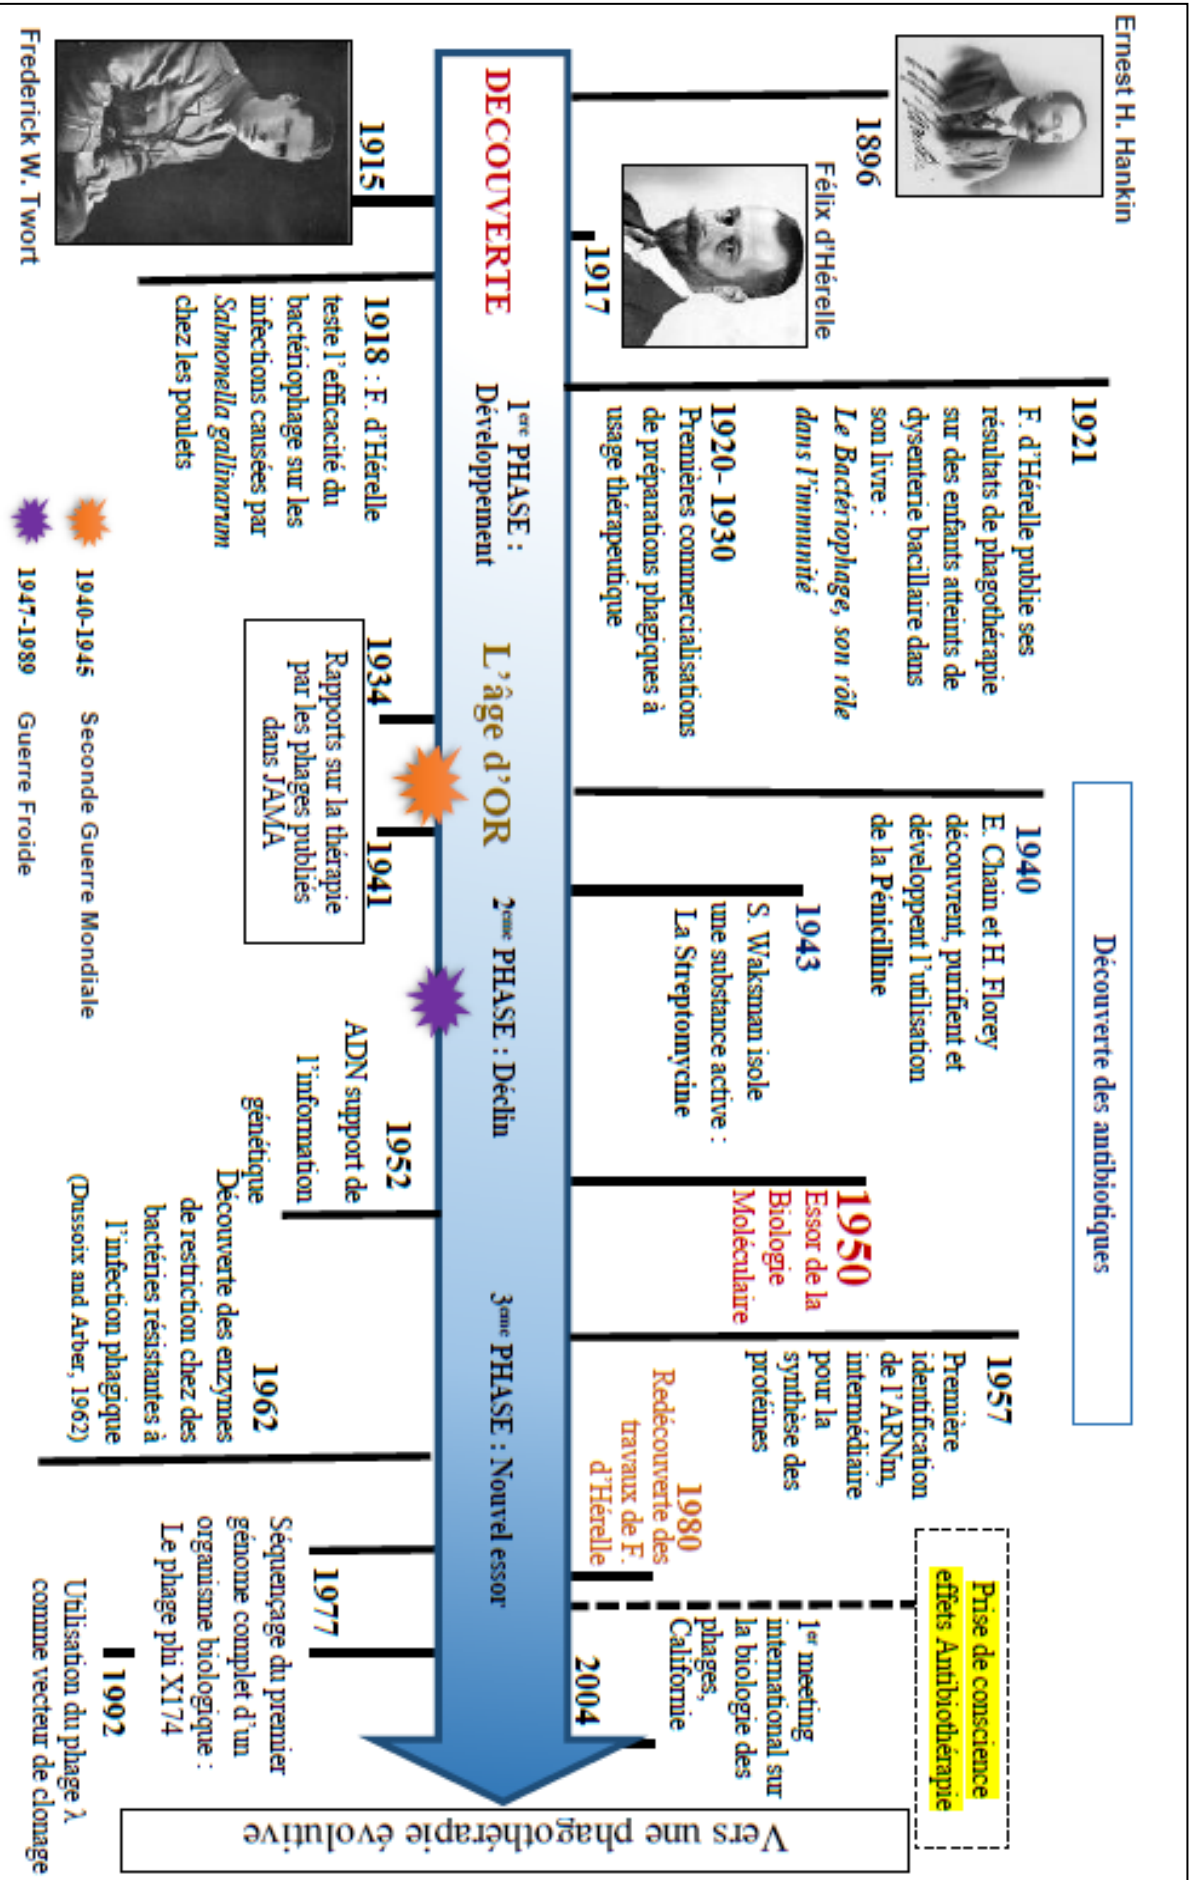 Ernest H. Hankin
1896
Félix d'Hérelle
1917
1921
F. d'Hérelle publie ses
résultats de phagothérapie
sur des enfants atteints de
dysenterie bacillaire dans
son livre :
Le Bactériophage, son rôle
dans l'immunité
1920- 1930
Premières commercialisations
de préparations phagiques à
usage thérapeutique
Découverte des antibiotiques
1940
E. Chain et H. Florey
découvrent, purifient et
développent l'utilisation
de la Pénicilline
1943
S. Waksman isole
une substance active :
La Streptomycine
1950
Essor de la
Biologie
Moléculaire
1957
Première
identification
de l'ARNm,
intermédiaire
pour la
synthèse des
protéines
1980
Redécouverte des
travaux de F.
d'Hérelle
Prise de conscience
effets Antibiothérapie
1er meeting
international sur
la biologie des
phages,
Californie
2004
DECOUVERTE
1ere PHASE :
Développement
L'âge d'OR
2eme PHASE : Déclin
3eme PHASE : Nouvel essor
Vers une phagothérapie évolutive
1915
Frederick W. Twort
1918 : F. d'Hérelle
teste l'efficacité du
bactériophage sur les
infections causées par
Salmonella gallinarum
chez les poulets
1934
1941
Rapports sur la thérapie
par les phages publiés
dans JAMA
1952
ADN support de
l'information
génétique
1962
Découverte des enzymes
de restriction chez des
bactéries résistantes à
l'infection phagique
(Dussoix and Arber, 1962)
1977
Séquençage du premier
génome complet d'un
organisme biologique :
Le phage phi X174
1992
Utilisation du phage λ
comme vecteur de clonage
1940-1945 Seconde Guerre Mondiale
1947-1989 Guerre Froide